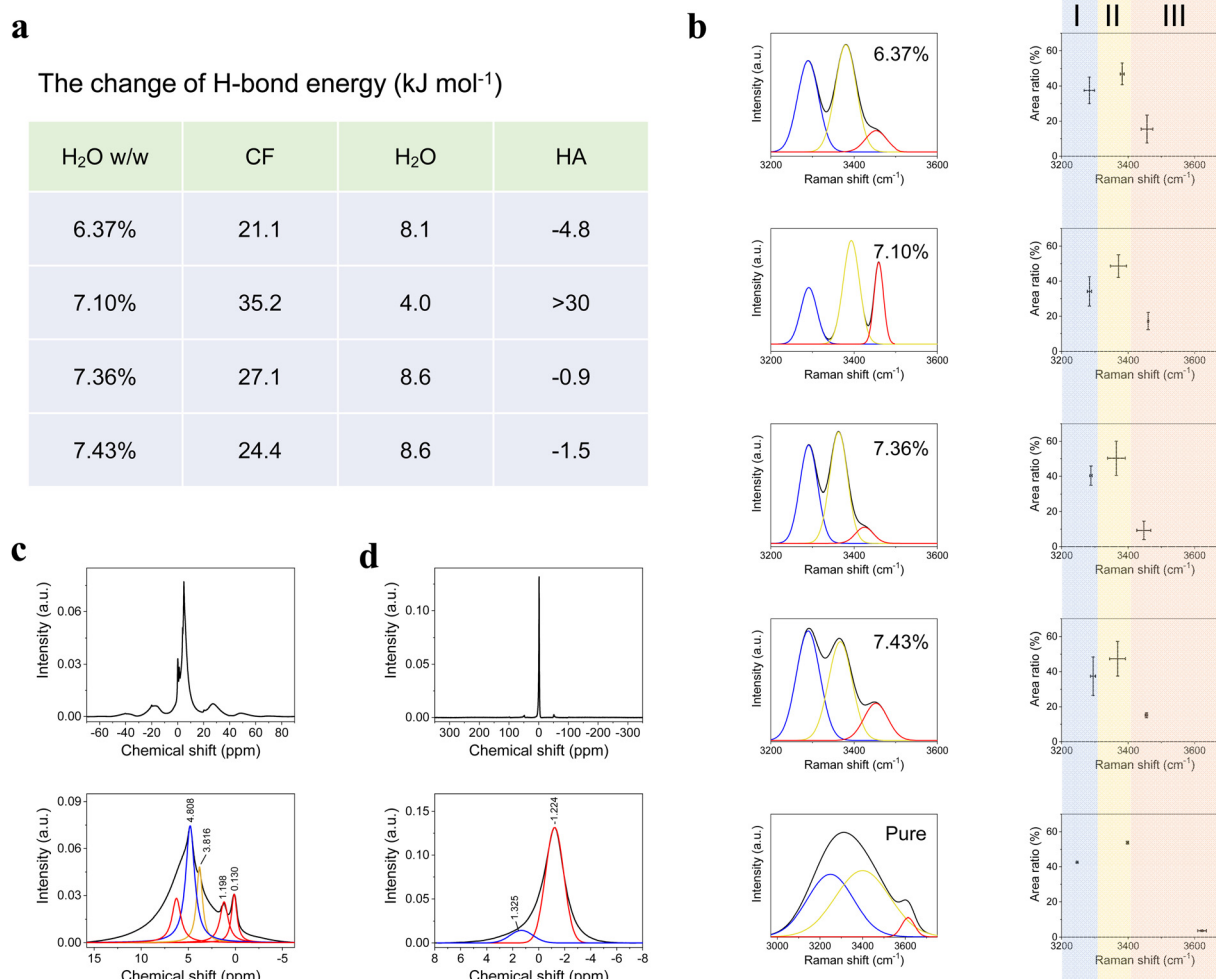 a
The change of H-bond energy (kJ mol⁻¹)
H₂O w/w CF H₂O HA
6.37% 21.1 8.1 -4.8
7.10% 35.2 4.0 >30
7.36% 27.1 8.6 -0.9
7.43% 24.4 8.6 -1.5
b
I II III
6.37%
Intensity (a.u.)
3200 3300 3400 3500 3600
Raman shift (cm⁻¹)
Area ratio (%)
60
40
20
0
3200 3400 3600
Raman shift (cm⁻¹)
7.10%
Intensity (a.u.)
3200 3300 3400 3500 3600
Raman shift (cm⁻¹)
Area ratio (%)
60
40
20
0
3200 3400 3600
Raman shift (cm⁻¹)
7.36%
Intensity (a.u.)
3200 3300 3400 3500 3600
Raman shift (cm⁻¹)
Area ratio (%)
60
40
20
0
3200 3400 3600
Raman shift (cm⁻¹)
7.43%
Intensity (a.u.)
3200 3300 3400 3500 3600
Raman shift (cm⁻¹)
Area ratio (%)
60
40
20
0
3200 3400 3600
Raman shift (cm⁻¹)
Pure
Intensity (a.u.)
3000 3200 3400 3600
Raman shift (cm⁻¹)
Area ratio (%)
60
40
20
0
3200 3400 3600
Raman shift (cm⁻¹)
c
Intensity (a.u.)
0.06
0.03
0.00
-60 -40 -20 0 20 40 60 80
Chemical shift (ppm)
Intensity (a.u.)
0.09
0.06
0.03
0.00
4.808
3.816
1.198
0.130
15 10 5 0 -5
Chemical shift (ppm)
d
Intensity (a.u.)
0.10
0.05
0.00
300 200 100 0 -100 -200 -300
Chemical shift (ppm)
Intensity (a.u.)
0.15
0.10
0.05
0.00
1.325
-1.224
8 6 4 2 0 -2 -4 -6 -8
Chemical shift (ppm)